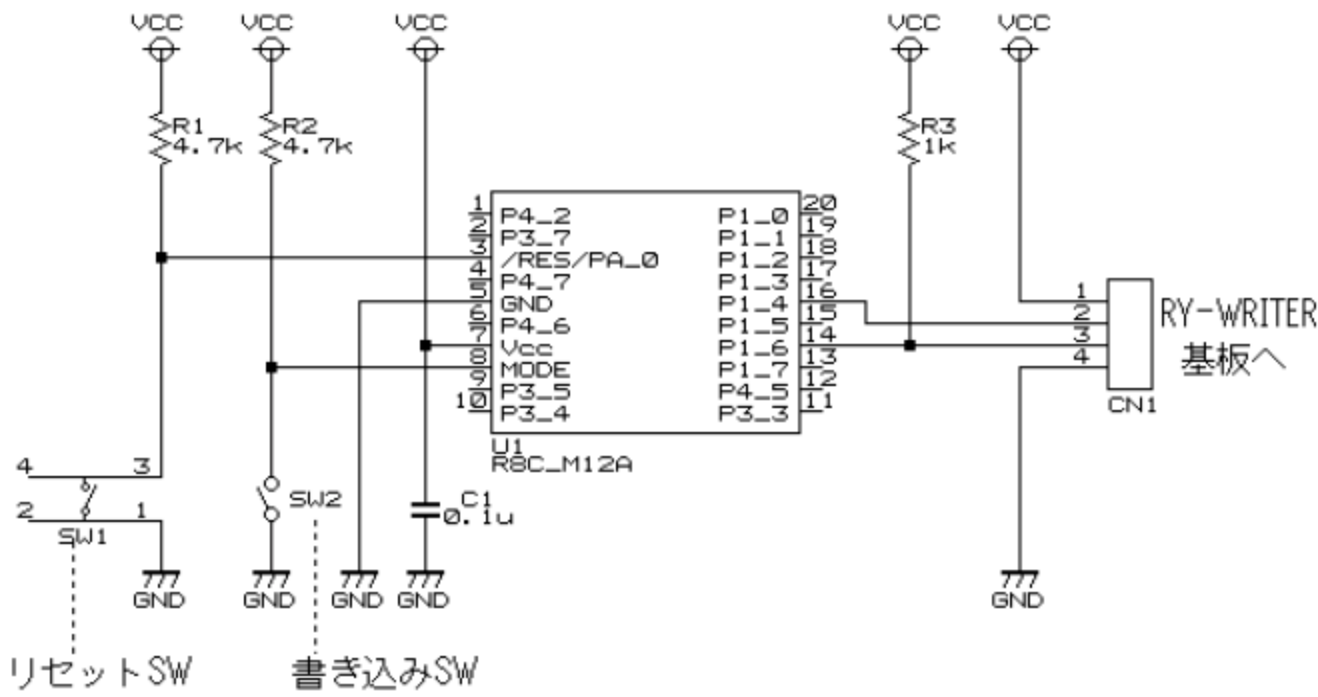 VCC VCC VCC VCC VCC
R1 R2 R3
4.7k 4.7k 1k
1 P4_2 P1_0 20
2 P3_7 P1_1 19
3 /RES/PA_0 P1_2 18
4 P4_7 P1_3 17
5 GND P1_4 16
6 P4_6 P1_5 15
7 Vcc P1_6 14
8 MODE P1_7 13
9 P3_5 P4_5 12
10 P3_4 P3_3 11
U1
R8C_M12A
1
2
3
4
RY-WRITER
基板へ
CN1
4 3
2 1
SW1
SW2
C1
0.1u
GND GND GND GND GND
リセットSW 書き込みSW